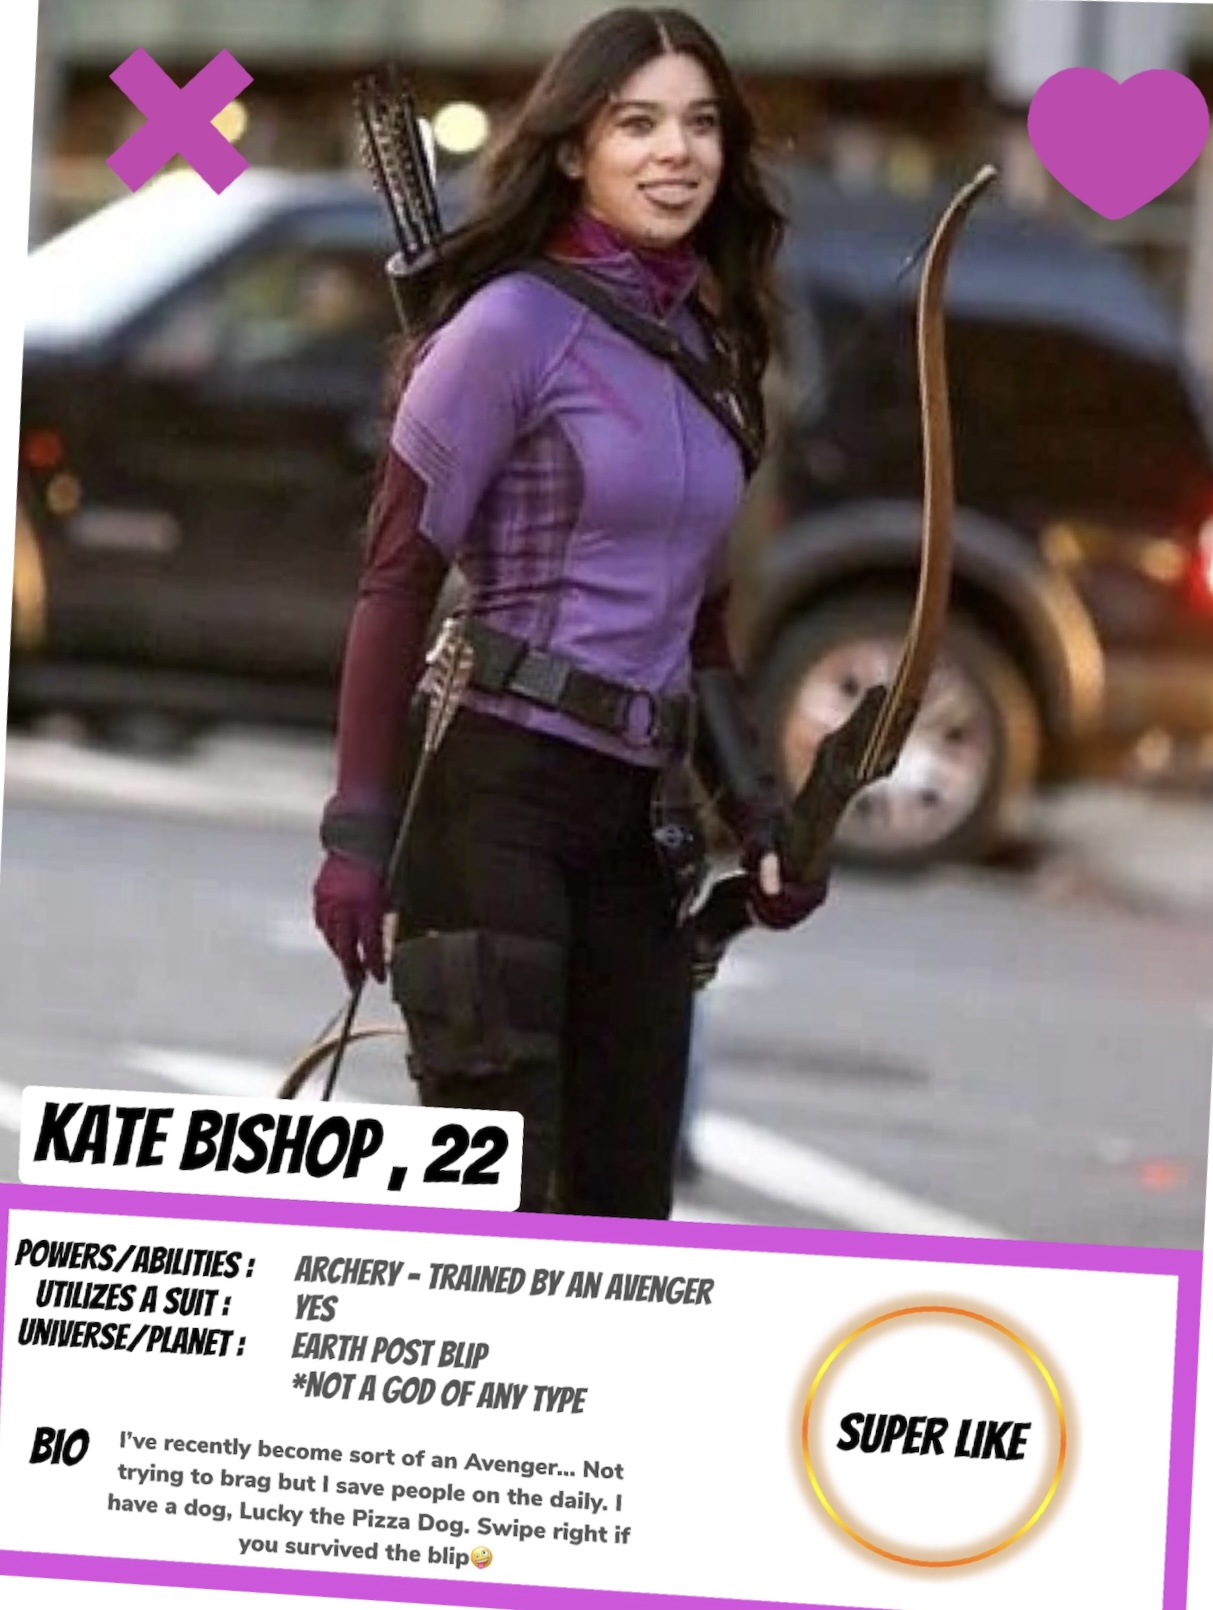 KATE BISHOP , 22
POWERS/ABILITIES : ARCHERY - TRAINED BY AN AVENGER
UTILIZES A SUIT : YES
UNIVERSE/PLANET : EARTH POST BLIP
*NOT A GOD OF ANY TYPE
BIO
I've recently become sort of an Avenger... Not
trying to brag but I save people on the daily. I
have a dog, Lucky the Pizza Dog. Swipe right if
you survived the blip🤪
SUPER LIKE